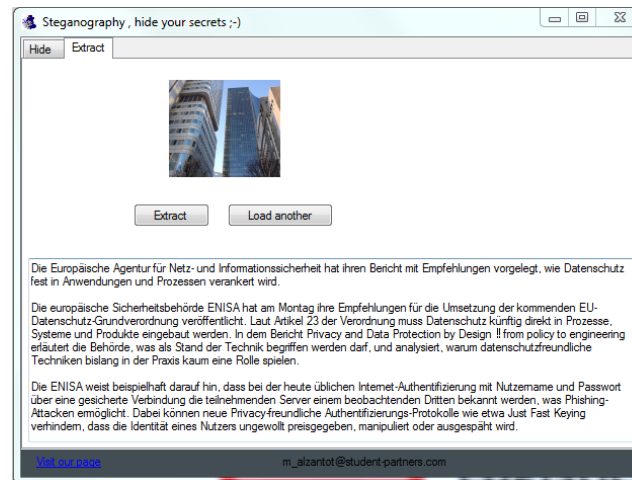 Steganography , hide your secrets ;-)
Hide Extract
Extract Load another
Die Europäische Agentur für Netz- und Informationssicherheit hat ihren Bericht mit Empfehlungen vorgelegt, wie Datenschutz
fest in Anwendungen und Prozessen verankert wird.
Die europäische Sicherheitsbehörde ENISA hat am Montag ihre Empfehlungen für die Umsetzung der kommenden EU-
Datenschutz-Grundverordnung veröffentlicht. Laut Artikel 23 der Verordnung muss Datenschutz künftig direkt in Prozesse,
Systeme und Produkte eingebaut werden. In dem Bericht Privacy and Data Protection by Design ‼ from policy to engineering
erläutert die Behörde, was als Stand der Technik begriffen werden darf, und analysiert, warum datenschutzfreundliche
Techniken bislang in der Praxis kaum eine Rolle spielen.
Die ENISA weist beispielhaft darauf hin, dass bei der heute üblichen Internet-Authentifizierung mit Nutzername und Passwort
über eine gesicherte Verbindung die teilnehmenden Server einem beobachtenden Dritten bekannt werden, was Phishing-
Attacken ermöglicht. Dabei können neue Privacy-freundliche Authentifizierungs-Protokolle wie etwa Just Fast Keying
verhindern, dass die Identität eines Nutzers ungewollt preisgegeben, manipuliert oder ausgespäht wird.
Visit our page m_alzantot@student-partners.com